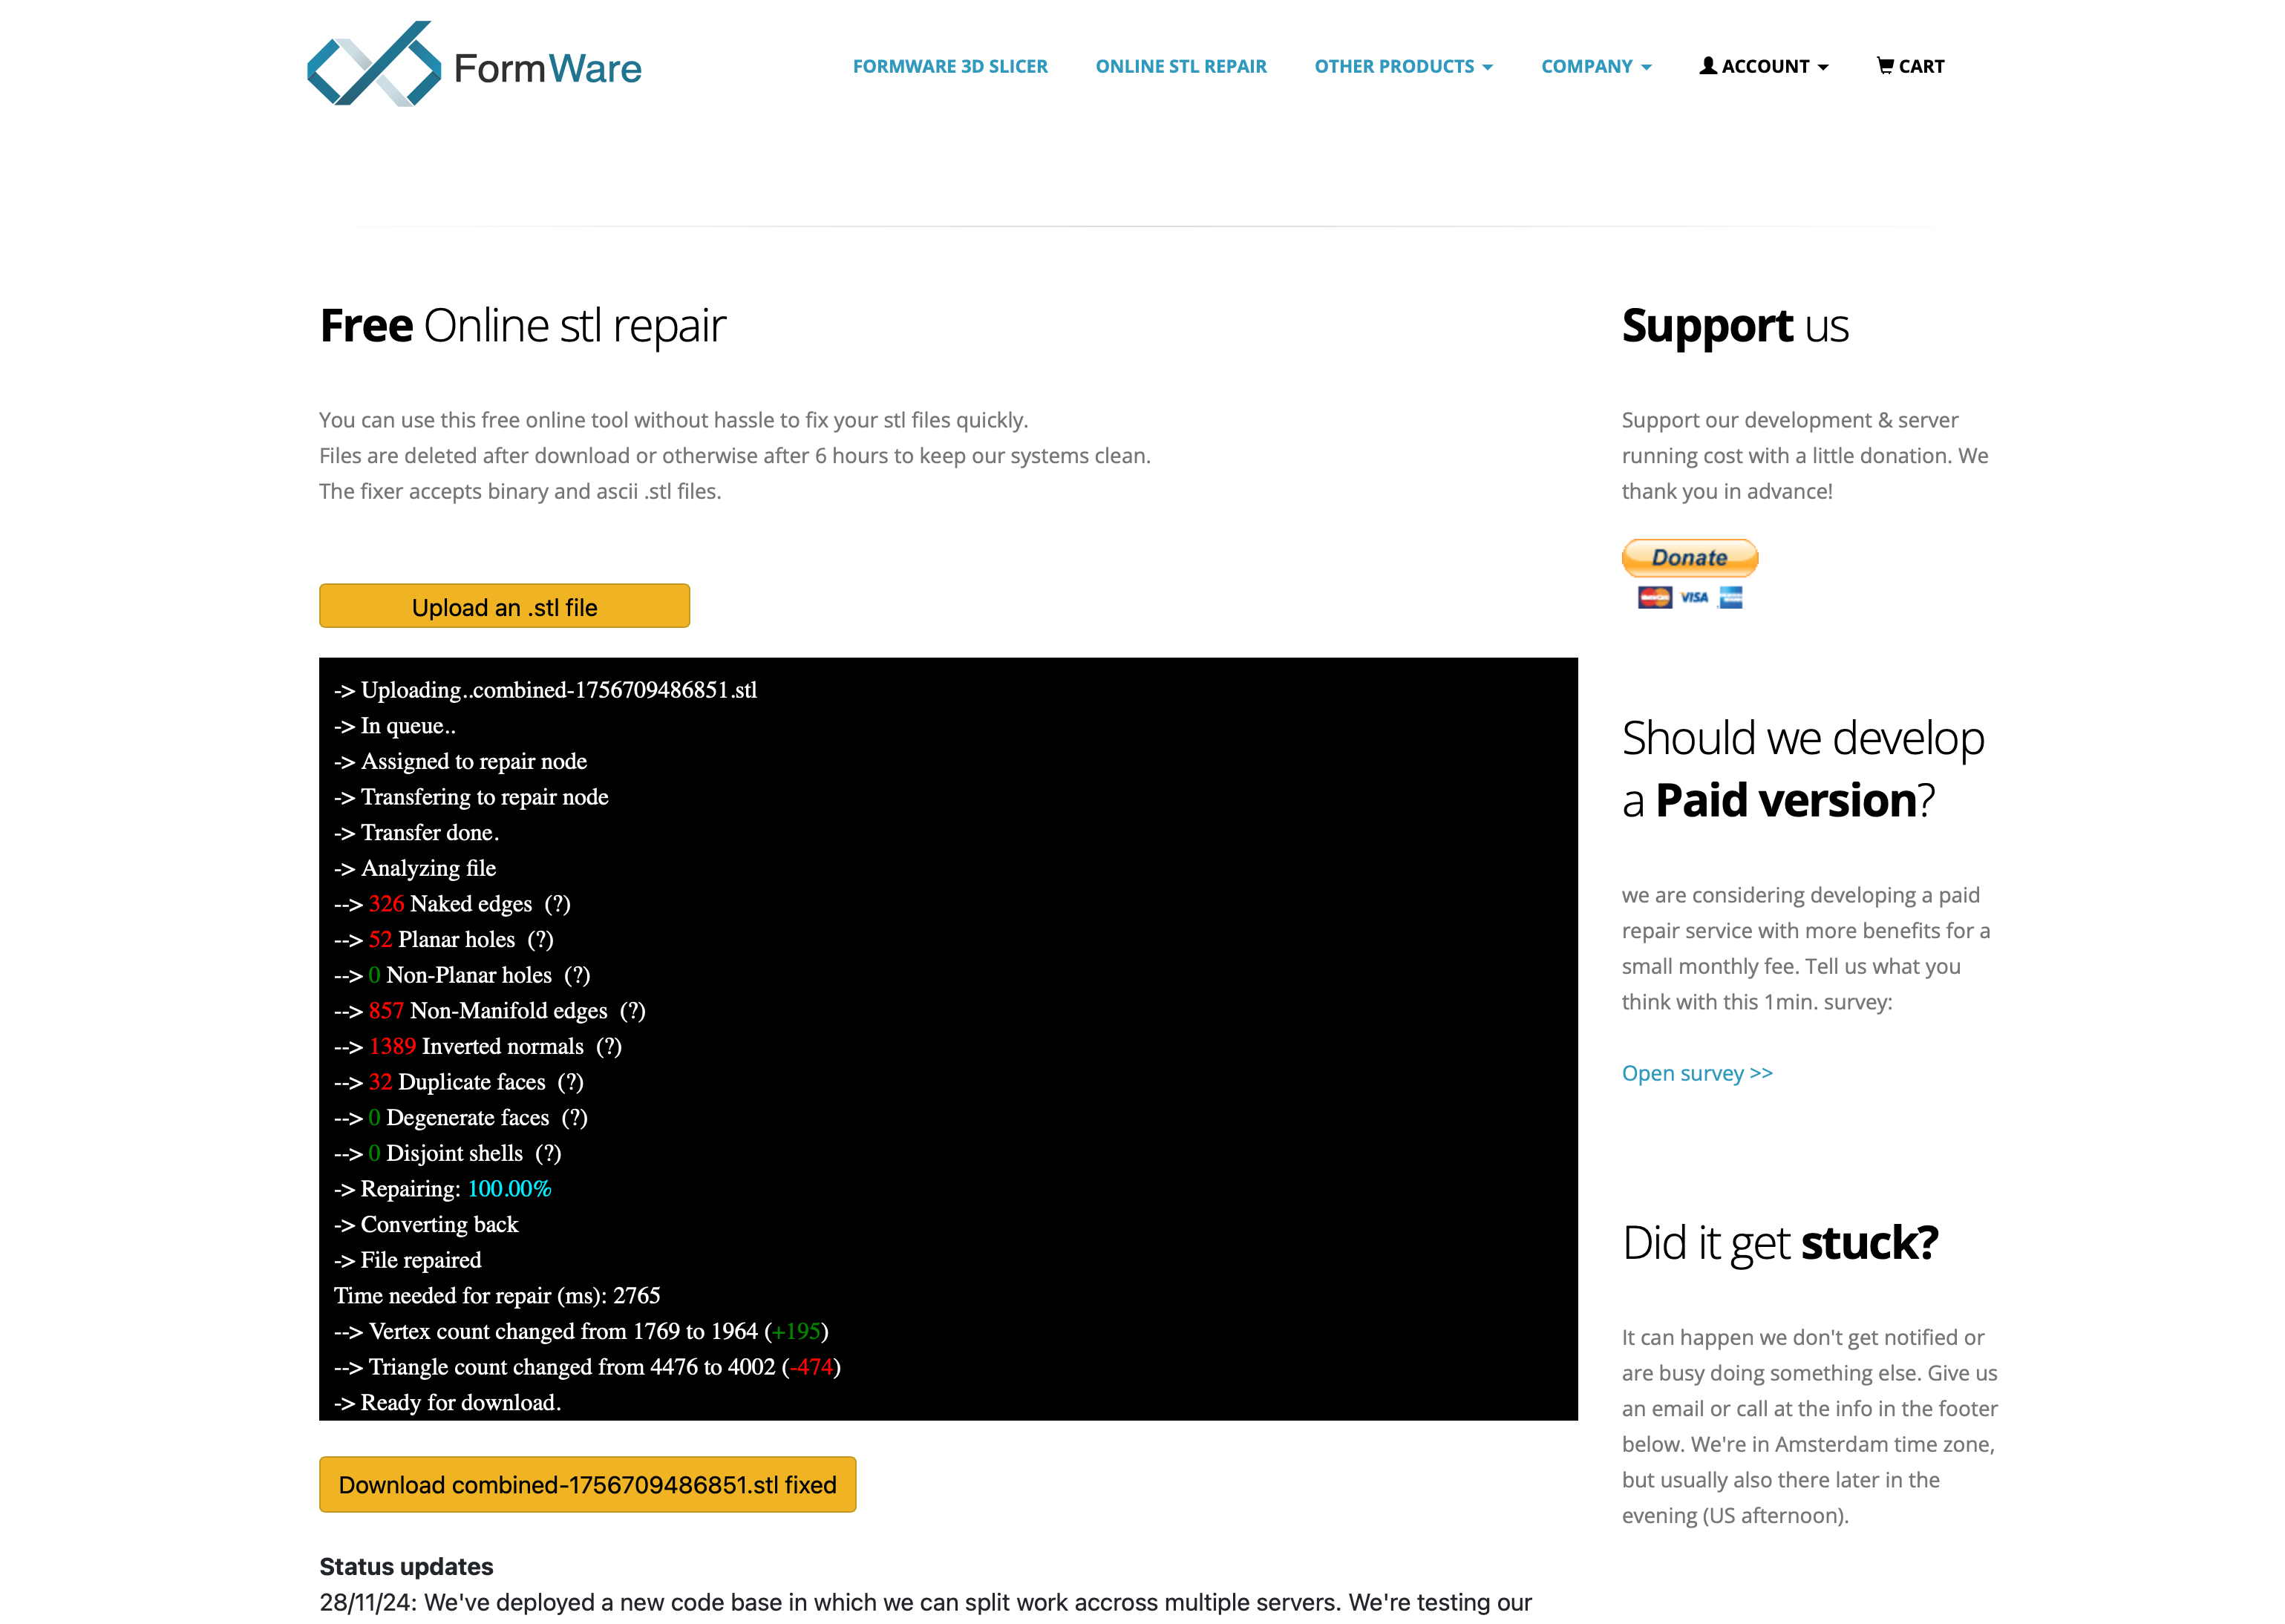 FormWare
FORMWARE 3D SLICER
ONLINE STL REPAIR
OTHER PRODUCTS
COMPANY
ACCOUNT
CART
Free Online stl repair
You can use this free online tool without hassle to fix your stl files quickly.
Files are deleted after download or otherwise after 6 hours to keep our systems clean.
The fixer accepts binary and ascii .stl files.
Upload an .stl file
-> Uploading..combined-1756709486851.stl
-> In queue..
-> Assigned to repair node
-> Transfering to repair node
-> Transfer done.
-> Analyzing file
--> 326 Naked edges (?)
--> 52 Planar holes (?)
--> 0 Non-Planar holes (?)
--> 857 Non-Manifold edges (?)
--> 1389 Inverted normals (?)
--> 32 Duplicate faces (?)
--> 0 Degenerate faces (?)
--> 0 Disjoint shells (?)
-> Repairing: 100.00%
-> Converting back
-> File repaired
Time needed for repair (ms): 2765
--> Vertex count changed from 1769 to 1964 (+195)
--> Triangle count changed from 4476 to 4002 (-474)
-> Ready for download.
Download combined-1756709486851.stl fixed
Status updates
28/11/24: We've deployed a new code base in which we can split work accross multiple servers. We're testing our
Support us
Support our development & server
running cost with a little donation. We
thank you in advance!
Donate
VISA
Should we develop
a Paid version?
we are considering developing a paid
repair service with more benefits for a
small monthly fee. Tell us what you
think with this 1min. survey:
Open survey >>
Did it get stuck?
It can happen we don't get notified or
are busy doing something else. Give us
an email or call at the info in the footer
below. We're in Amsterdam time zone,
but usually also there later in the
evening (US afternoon).